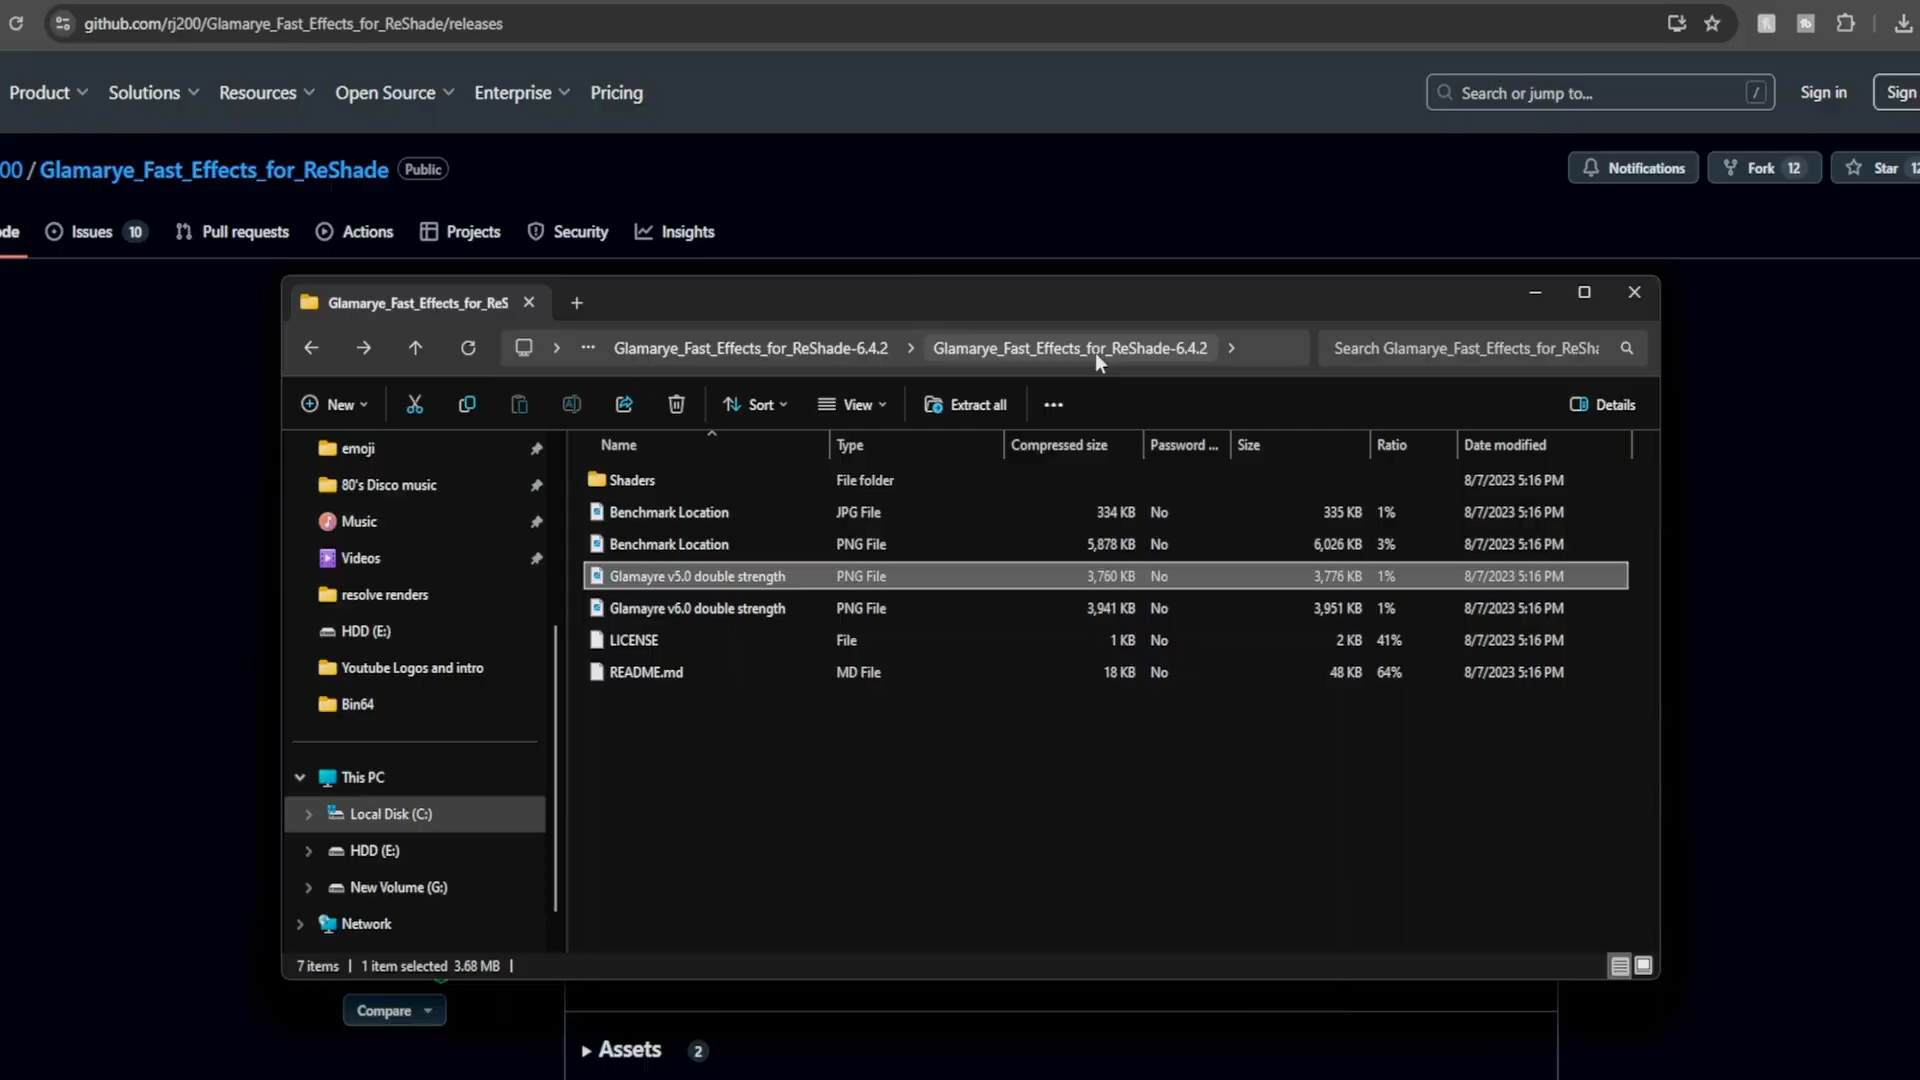 github.com/rj200/Glamarye_Fast_Effects_for_ReShade/releases
Product Solutions Resources Open Source Enterprise Pricing
Search or jump to... /
Sign in
Sign
00 / Glamarye_Fast_Effects_for_ReShade Public
Notifications
Fork 12
Star 12
ode Issues 10 Pull requests Actions Projects Security Insights
Glamarye_Fast_Effects_for_ReS
Glamarye_Fast_Effects_for_ReShade-6.4.2 > Glamarye_Fast_Effects_for_ReShade-6.4.2 >
Search Glamarye_Fast_Effects_for_ReSha
New Sort View Extract all ... Details
emoji
80's Disco music
Music
Videos
resolve renders
HDD (E:)
Youtube Logos and intro
Bin64
This PC
Local Disk (C:)
HDD (E:)
New Volume (G:)
Network
Name Type Compressed size Password ... Size Ratio Date modified
Shaders File folder 8/7/2023 5:16 PM
Benchmark Location JPG File 334 KB No 335 KB 1% 8/7/2023 5:16 PM
Benchmark Location PNG File 5,878 KB No 6,026 KB 3% 8/7/2023 5:16 PM
Glamayre v5.0 double strength PNG File 3,760 KB No 3,776 KB 1% 8/7/2023 5:16 PM
Glamayre v6.0 double strength PNG File 3,941 KB No 3,951 KB 1% 8/7/2023 5:16 PM
LICENSE File 1 KB No 2 KB 41% 8/7/2023 5:16 PM
README.md MD File 18 KB No 48 KB 64% 8/7/2023 5:16 PM
7 items | 1 item selected 3.68 MB |
Compare
Assets 2